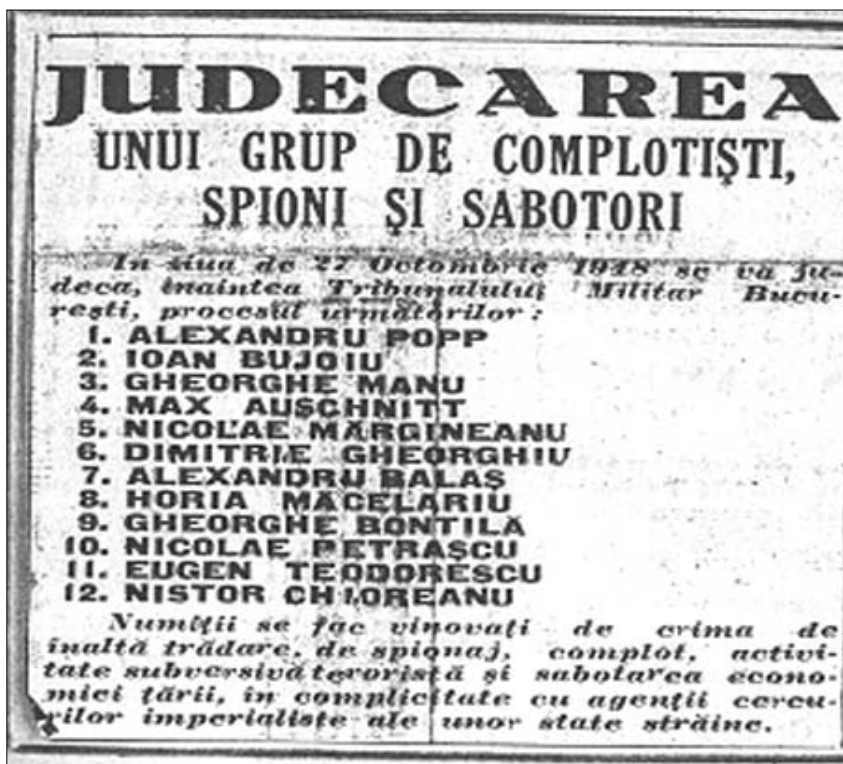 JUDECAREA
UNUI GRUP DE COMPLOTIŞTI,
SPIONI ŞI SABOTORI
In ziua de 27 Octombrie 1948 se va ju-
deca, înaintea Tribunalului Militar Bucu-
reşti, procesul următorilor :
1. ALEXANDRU POPP
2. IOAN BUJOIU
3. GHEORGHE MANU
4. MAX AUSCHNITT
5. NICOLAE MĂRGINEANU
6. DIMITRIE GHEORGHIU
7. ALEXANDRU BALAŞ
8. HORIA MĂCELARIU
9. GHEORGHE BONTILĂ
10. NICOLAE PETRAŞCU
11. EUGEN TEODORESCU
12. NISTOR CHIOREANU
Numiţii se fac vinovaţi de crima de
înaltă trădare, de spionaj, complot, activi-
tate subversivă teroristă şi sabotarea econo-
mici ţării, în complicitate cu agenţii cercu-
rilor imperialiste ale unor state străine.